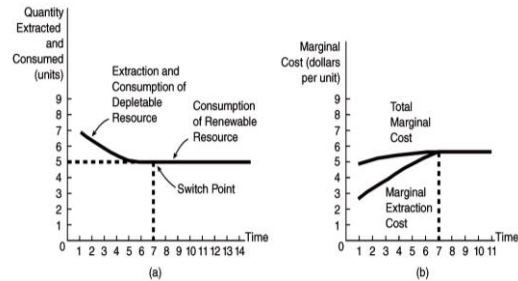 Quantity
Extracted
and
Consumed
(units)
Extraction and
Consumption of
Depletable
Resource
Consumption
of Renewable
Resource
Switch Point
9
8
7
6
5
4
3
2
1
0
1 2 3 4 5 6 7 8 9 10 11 12 13 14
Time
(a)
Marginal
Cost (dollars
per unit)
Total
Marginal
Cost
Marginal
Extraction
Cost
9
8
7
6
5
4
3
2
1
0
1 2 3 4 5 6 7 8 9 10 11
Time
(b)